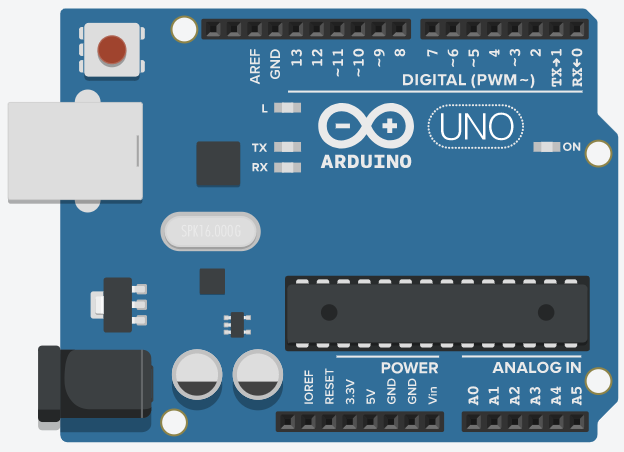 AREF
GND
13
12
~11
~10
~9
8
7
~6
~5
4
~3
2
TX→1
RX←0
DIGITAL (PWM~)
L
TX
RX
ARDUINO
UNO
ON
SPK16.000G
POWER
ANALOG IN
IOREF
RESET
3.3V
5V
GND
GND
Vin
A0
A1
A2
A3
A4
A5